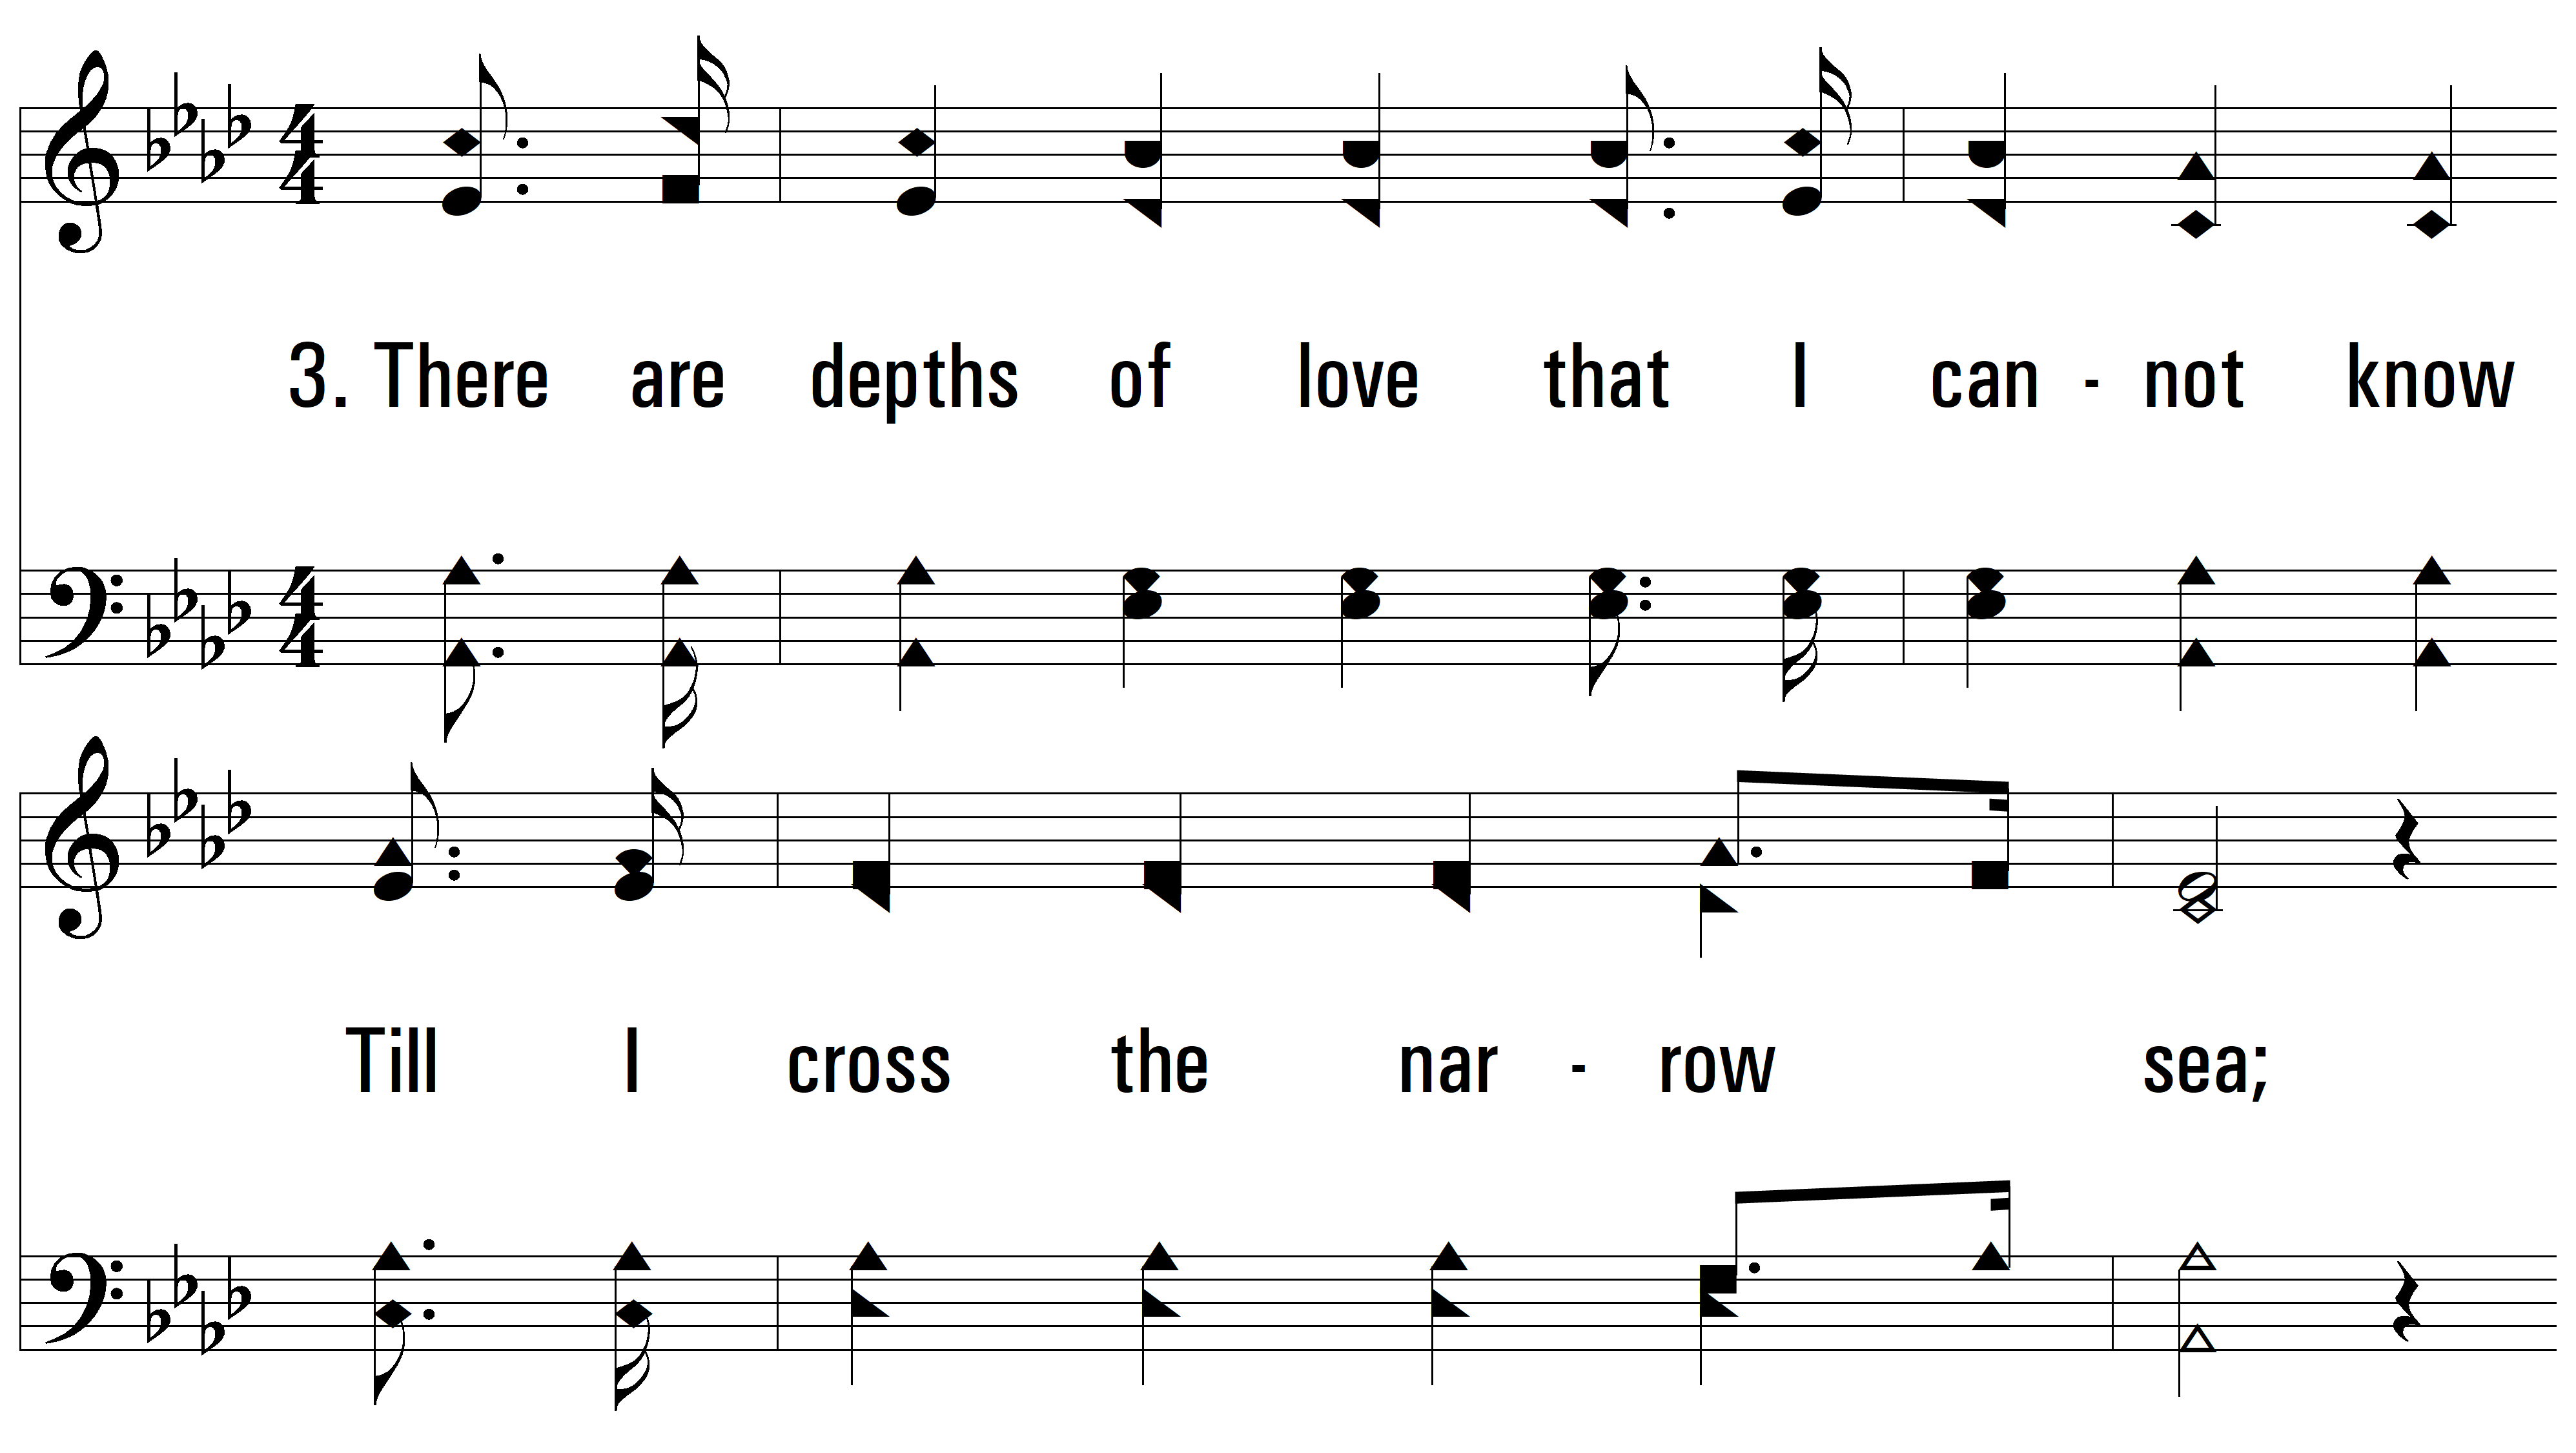 3. There are depths of love that I can - not know
Till I cross the nar - row sea;